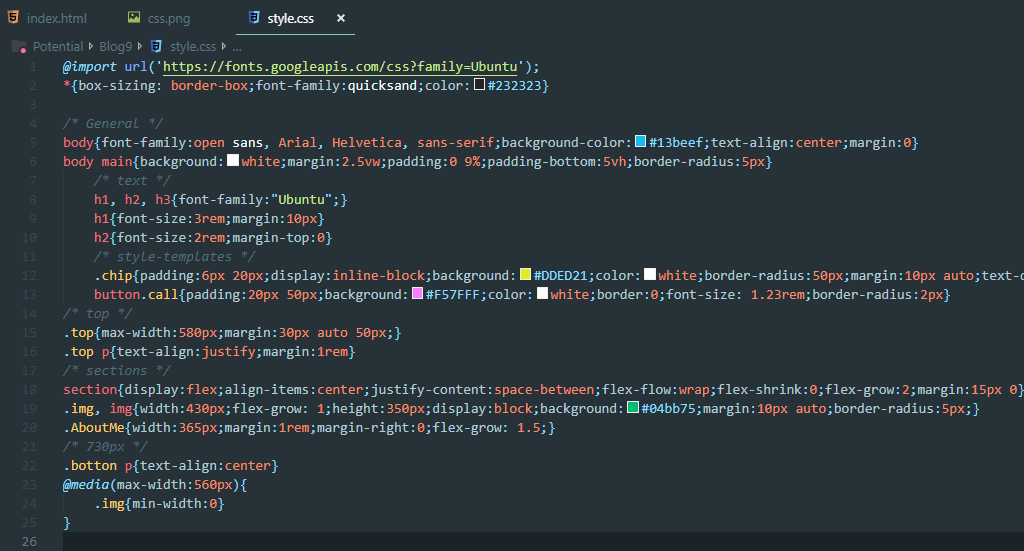 index.html css.png style.css ×
Potential Blog9 style.css ...
1 @import url('https://fonts.googleapis.com/css?family=Ubuntu');
2 *{box-sizing: border-box;font-family:quicksand;color:#232323}
3
4 /* General */
5 body{font-family:open sans, Arial, Helvetica, sans-serif;background-color:#13beef;text-align:center;margin:0}
6 body main{background:white;margin:2.5vw;padding:0 9%;padding-bottom:5vh;border-radius:5px}
7 /* text */
8 h1, h2, h3{font-family:"Ubuntu";}
9 h1{font-size:3rem;margin:10px}
10 h2{font-size:2rem;margin-top:0}
11 /* style-templates */
12 .chip{padding:6px 20px;display:inline-block;background:#DDED21;color:white;border-radius:50px;margin:10px auto;text-
13 button.call{padding:20px 50px;background:#F57FFF;color:white;border:0;font-size: 1.23rem;border-radius:2px}
14 /* top */
15 .top{max-width:580px;margin:30px auto 50px;}
16 .top p{text-align:justify;margin:1rem}
17 /* sections */
18 section{display:flex;align-items:center;justify-content:space-between;flex-flow:wrap;flex-shrink:0;flex-grow:2;margin:15px 0}
19 .img, img{width:430px;flex-grow: 1;height:350px;display:block;background:#04bb75;margin:10px auto;border-radius:5px;}
20 .AboutMe{width:365px;margin:1rem;margin-right:0;flex-grow: 1.5;}
21 /* 730px */
22 .botton p{text-align:center}
23 @media(max-width:560px){
24 .img{min-width:0}
25 }
26